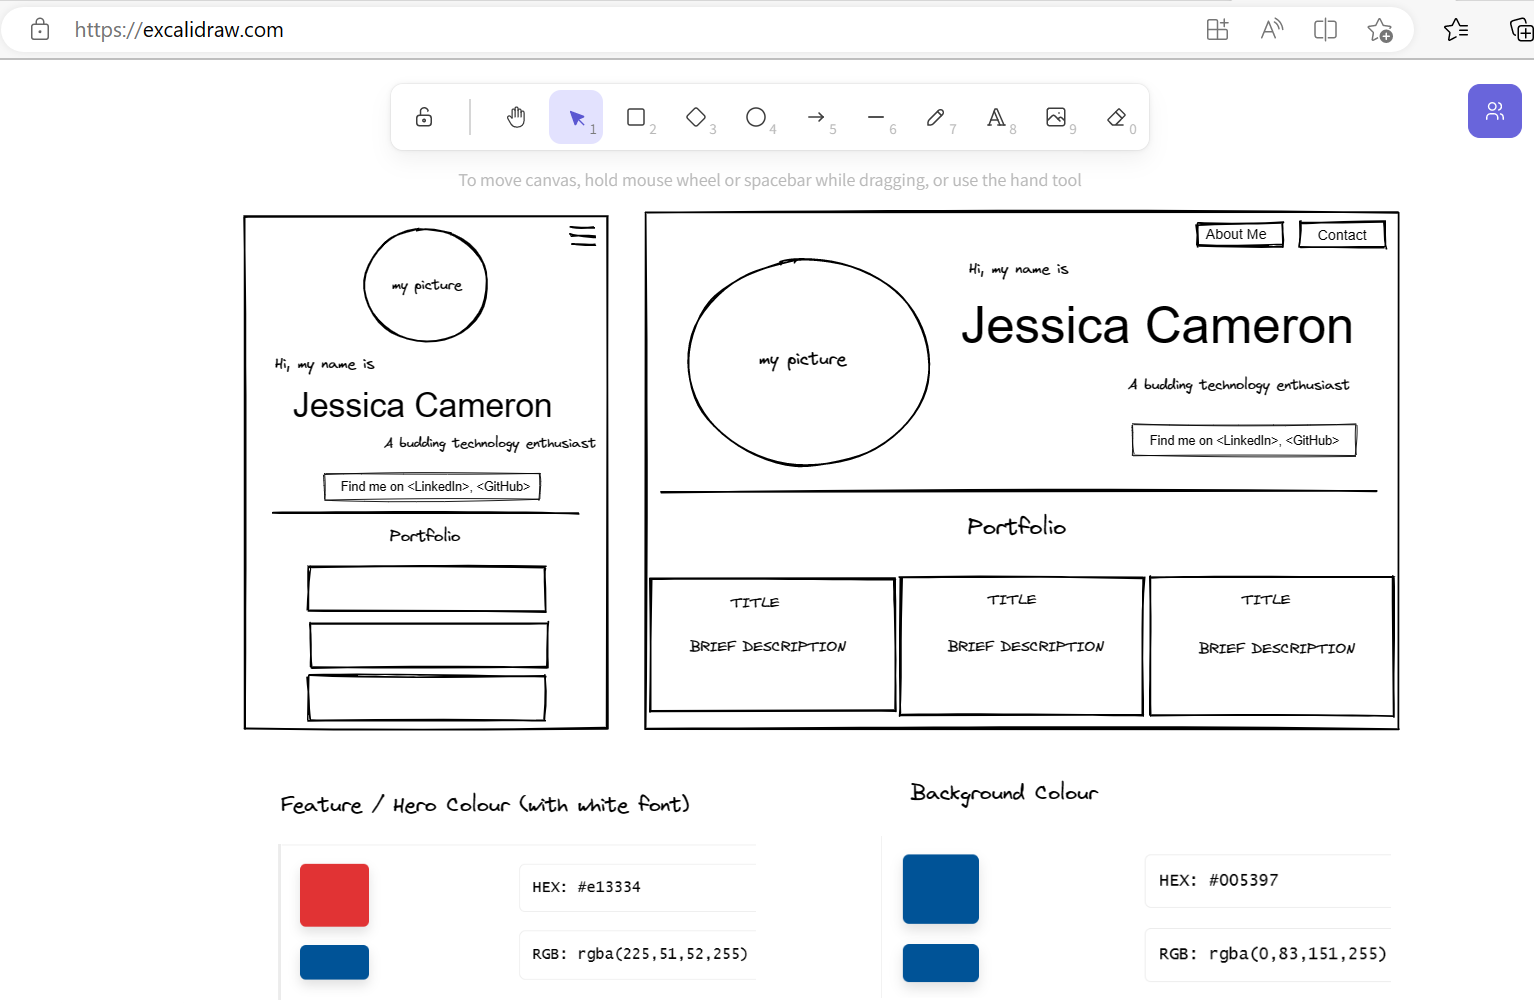 https://excalidraw.com
1 2 3 4 5 6 7 8 9 0
To move canvas, hold mouse wheel or spacebar while dragging, or use the hand tool
my picture
Hi, my name is
Jessica Cameron
A budding technology enthusiast
Find me on <LinkedIn>, <GitHub>
Portfolio
About Me
Contact
Hi, my name is
my picture
Jessica Cameron
A budding technology enthusiast
Find me on <LinkedIn>, <GitHub>
Portfolio
TITLE
BRIEF DESCRIPTION
TITLE
BRIEF DESCRIPTION
TITLE
BRIEF DESCRIPTION
Feature / Hero Colour (with white font)
HEX: #e13334
RGB: rgba(225,51,52,255)
Background Colour
HEX: #005397
RGB: rgba(0,83,151,255)